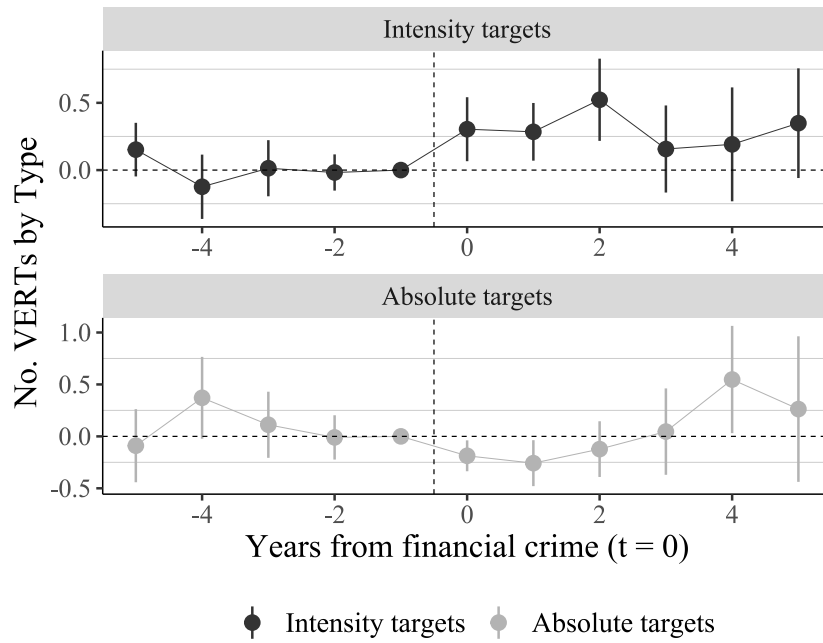 Intensity targets
0.5
0.0
-4 -2 0 2 4
No. VERTs by Type
Absolute targets
1.0
0.5
0.0
-0.5
-4 -2 0 2 4
Years from financial crime (t = 0)
Intensity targets Absolute targets